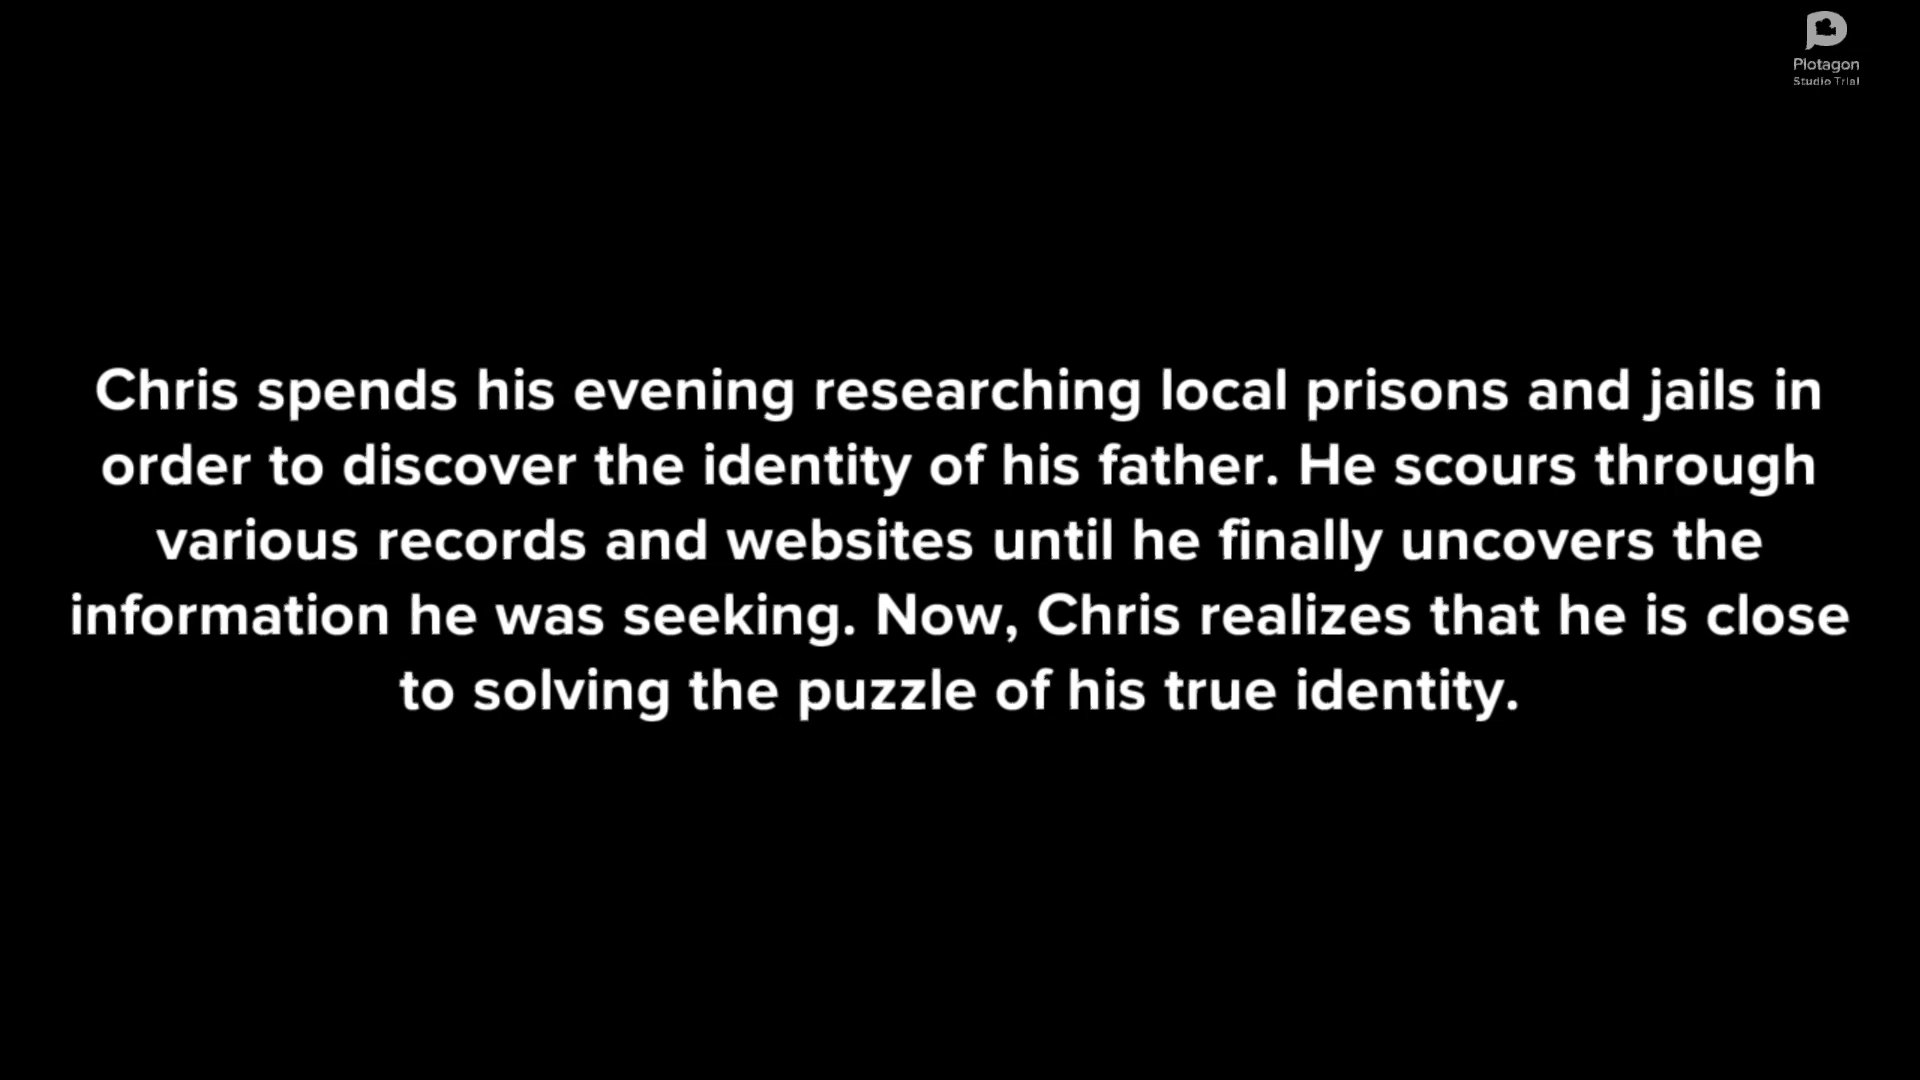 Plotagon
Studio Trial
Chris spends his evening researching local prisons and jails in
order to discover the identity of his father. He scours through
various records and websites until he finally uncovers the
information he was seeking. Now, Chris realizes that he is close
to solving the puzzle of his true identity.